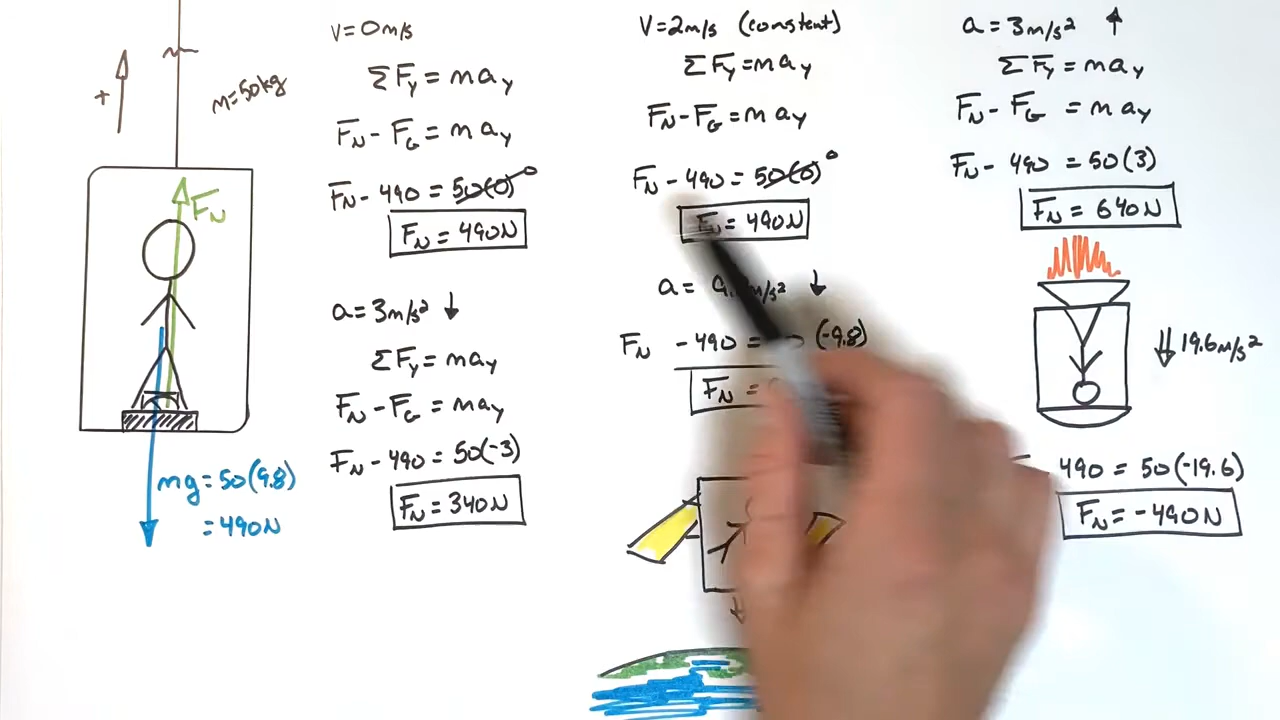 +
m=50kg
F_N
mg = 50(9.8)
= 490N
V=0m/s
ΣF_y = ma_y
F_N - F_G = ma_y
F_N - 490 = 50(0) 0
F_N = 490N
a = 3m/s² ↓
ΣF_y = ma_y
F_N - F_G = ma_y
F_N - 490 = 50(-3)
F_N = 340N
V=2m/s (constant)
ΣF_y = ma_y
F_N - F_G = ma_y
F_N - 490 = 50(0) 0
F_N = 490N
a = m/s² ↓
F_N - 490 = (-9.8)
F_N =
a = 3m/s² ↑
ΣF_y = ma_y
F_N - F_G = ma_y
F_N - 490 = 50(3)
F_N = 640N
19.6m/s²
490 = 50(-19.6)
F_N = -490N